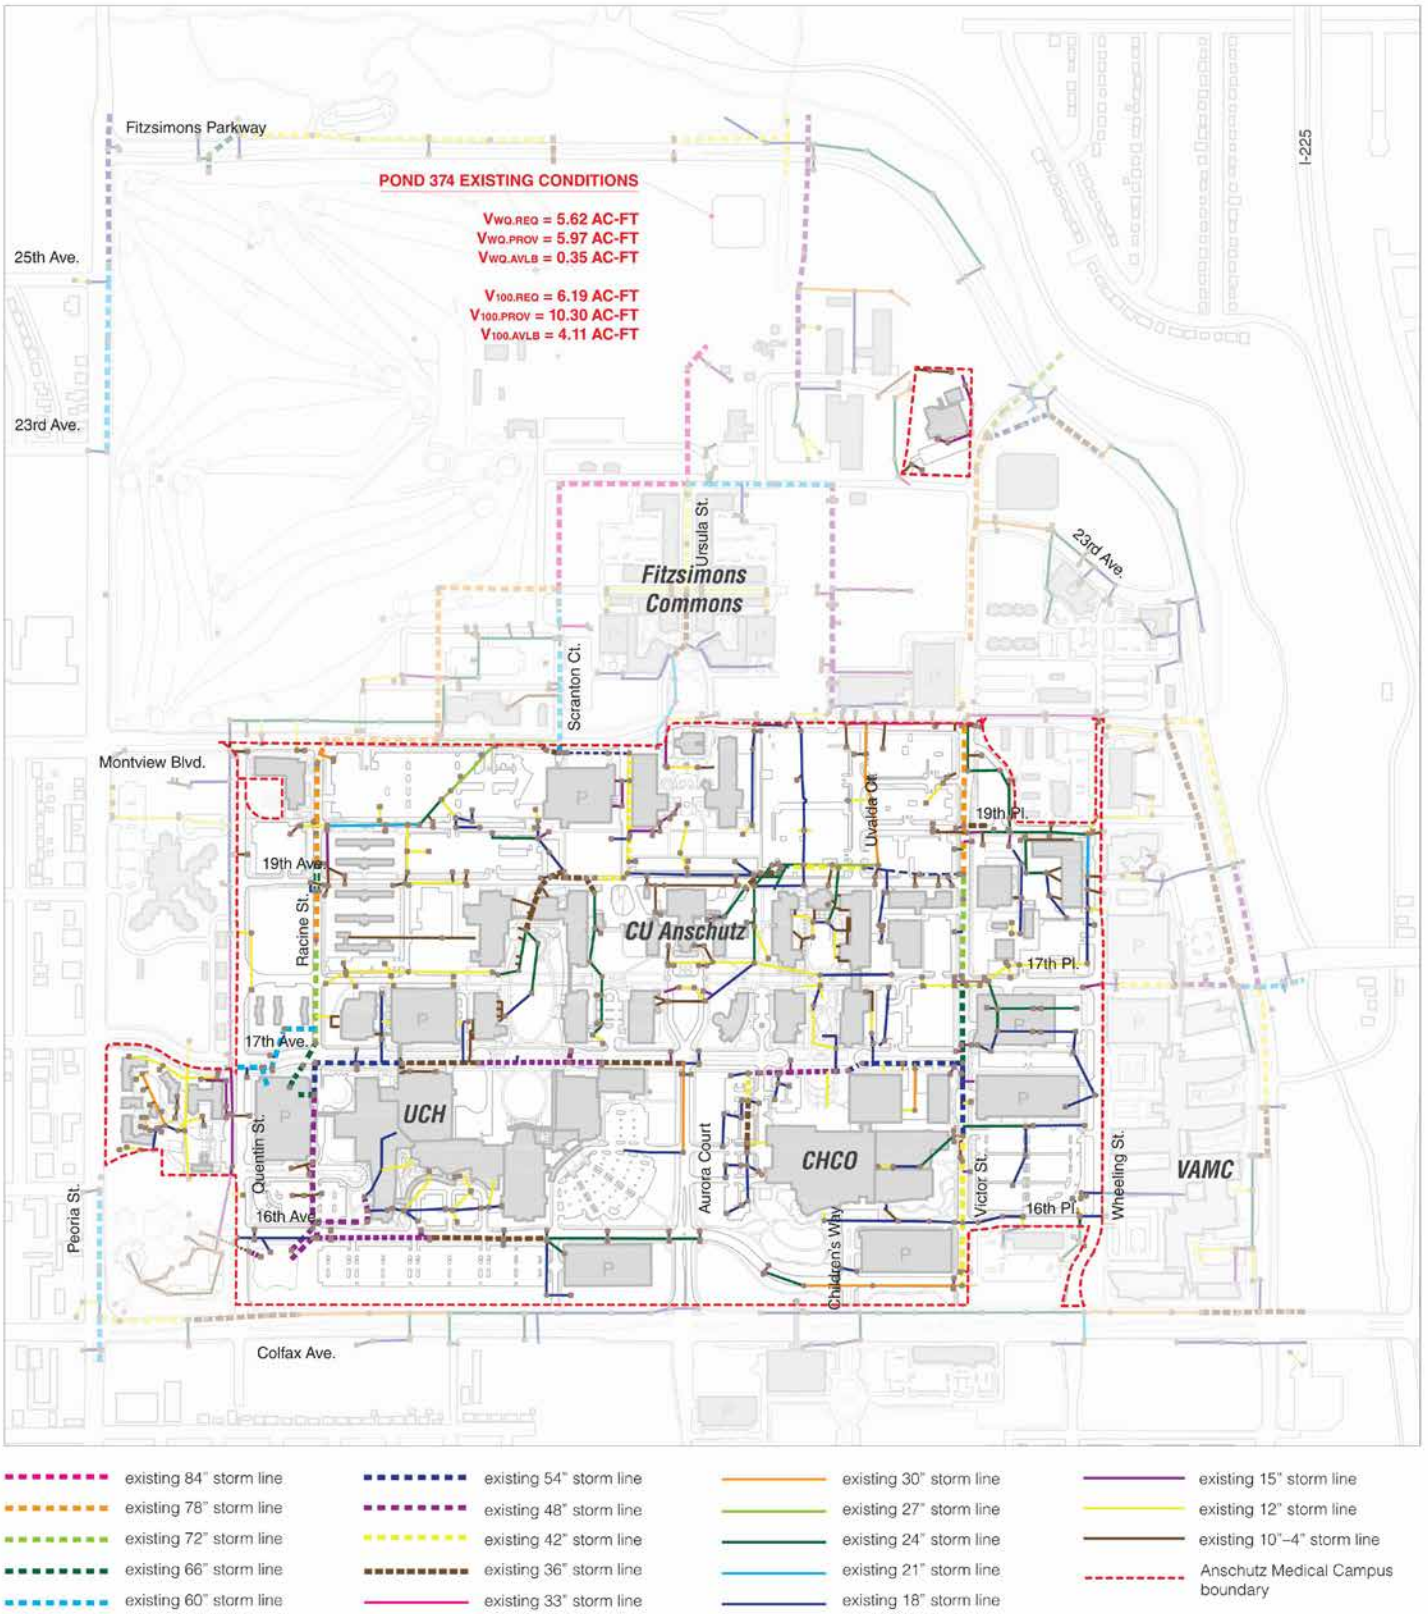 Fitzsimons Parkway
I-225
POND 374 EXISTING CONDITIONS
VWQ.REQ = 5.62 AC-FT
VWQ.PROV = 5.97 AC-FT
VWQ.AVLB = 0.35 AC-FT
25th Ave.
V100.REQ = 6.19 AC-FT
V100.PROV = 10.30 AC-FT
V100.AVLB = 4.11 AC-FT
23rd Ave.
Ursula St.
23rd Ave.
Fitzsimons
Commons
Scranton Ct.
Montview Blvd.
P
Uvalda Ct.
19th Pl.
19th Ave.
Racine St.
CU Anschutz
17th Pl.
P
P
17th Ave.
P
UCH
Quentin St.
Aurora Court
CHCO
Victor St.
Wheeling St.
VAMC
Peoria St.
16th Ave.
16th Pl.
Children's Way
P
P
Colfax Ave.
existing 84" storm line
existing 78" storm line
existing 72" storm line
existing 66" storm line
existing 60" storm line
existing 54" storm line
existing 48" storm line
existing 42" storm line
existing 36" storm line
existing 33" storm line
existing 30" storm line
existing 27" storm line
existing 24" storm line
existing 21" storm line
existing 18" storm line
existing 15" storm line
existing 12" storm line
existing 10"–4" storm line
Anschutz Medical Campus
boundary